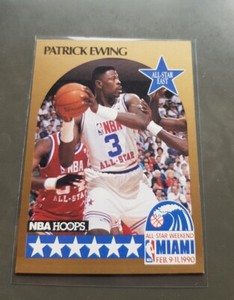 PATRICK EWING
ALL-STAR
EAST
NBA
ALL-STAR
3
NBA HOOPS
ALL STAR WEEKEND
MIAMI
FEB. 9-11, 1990